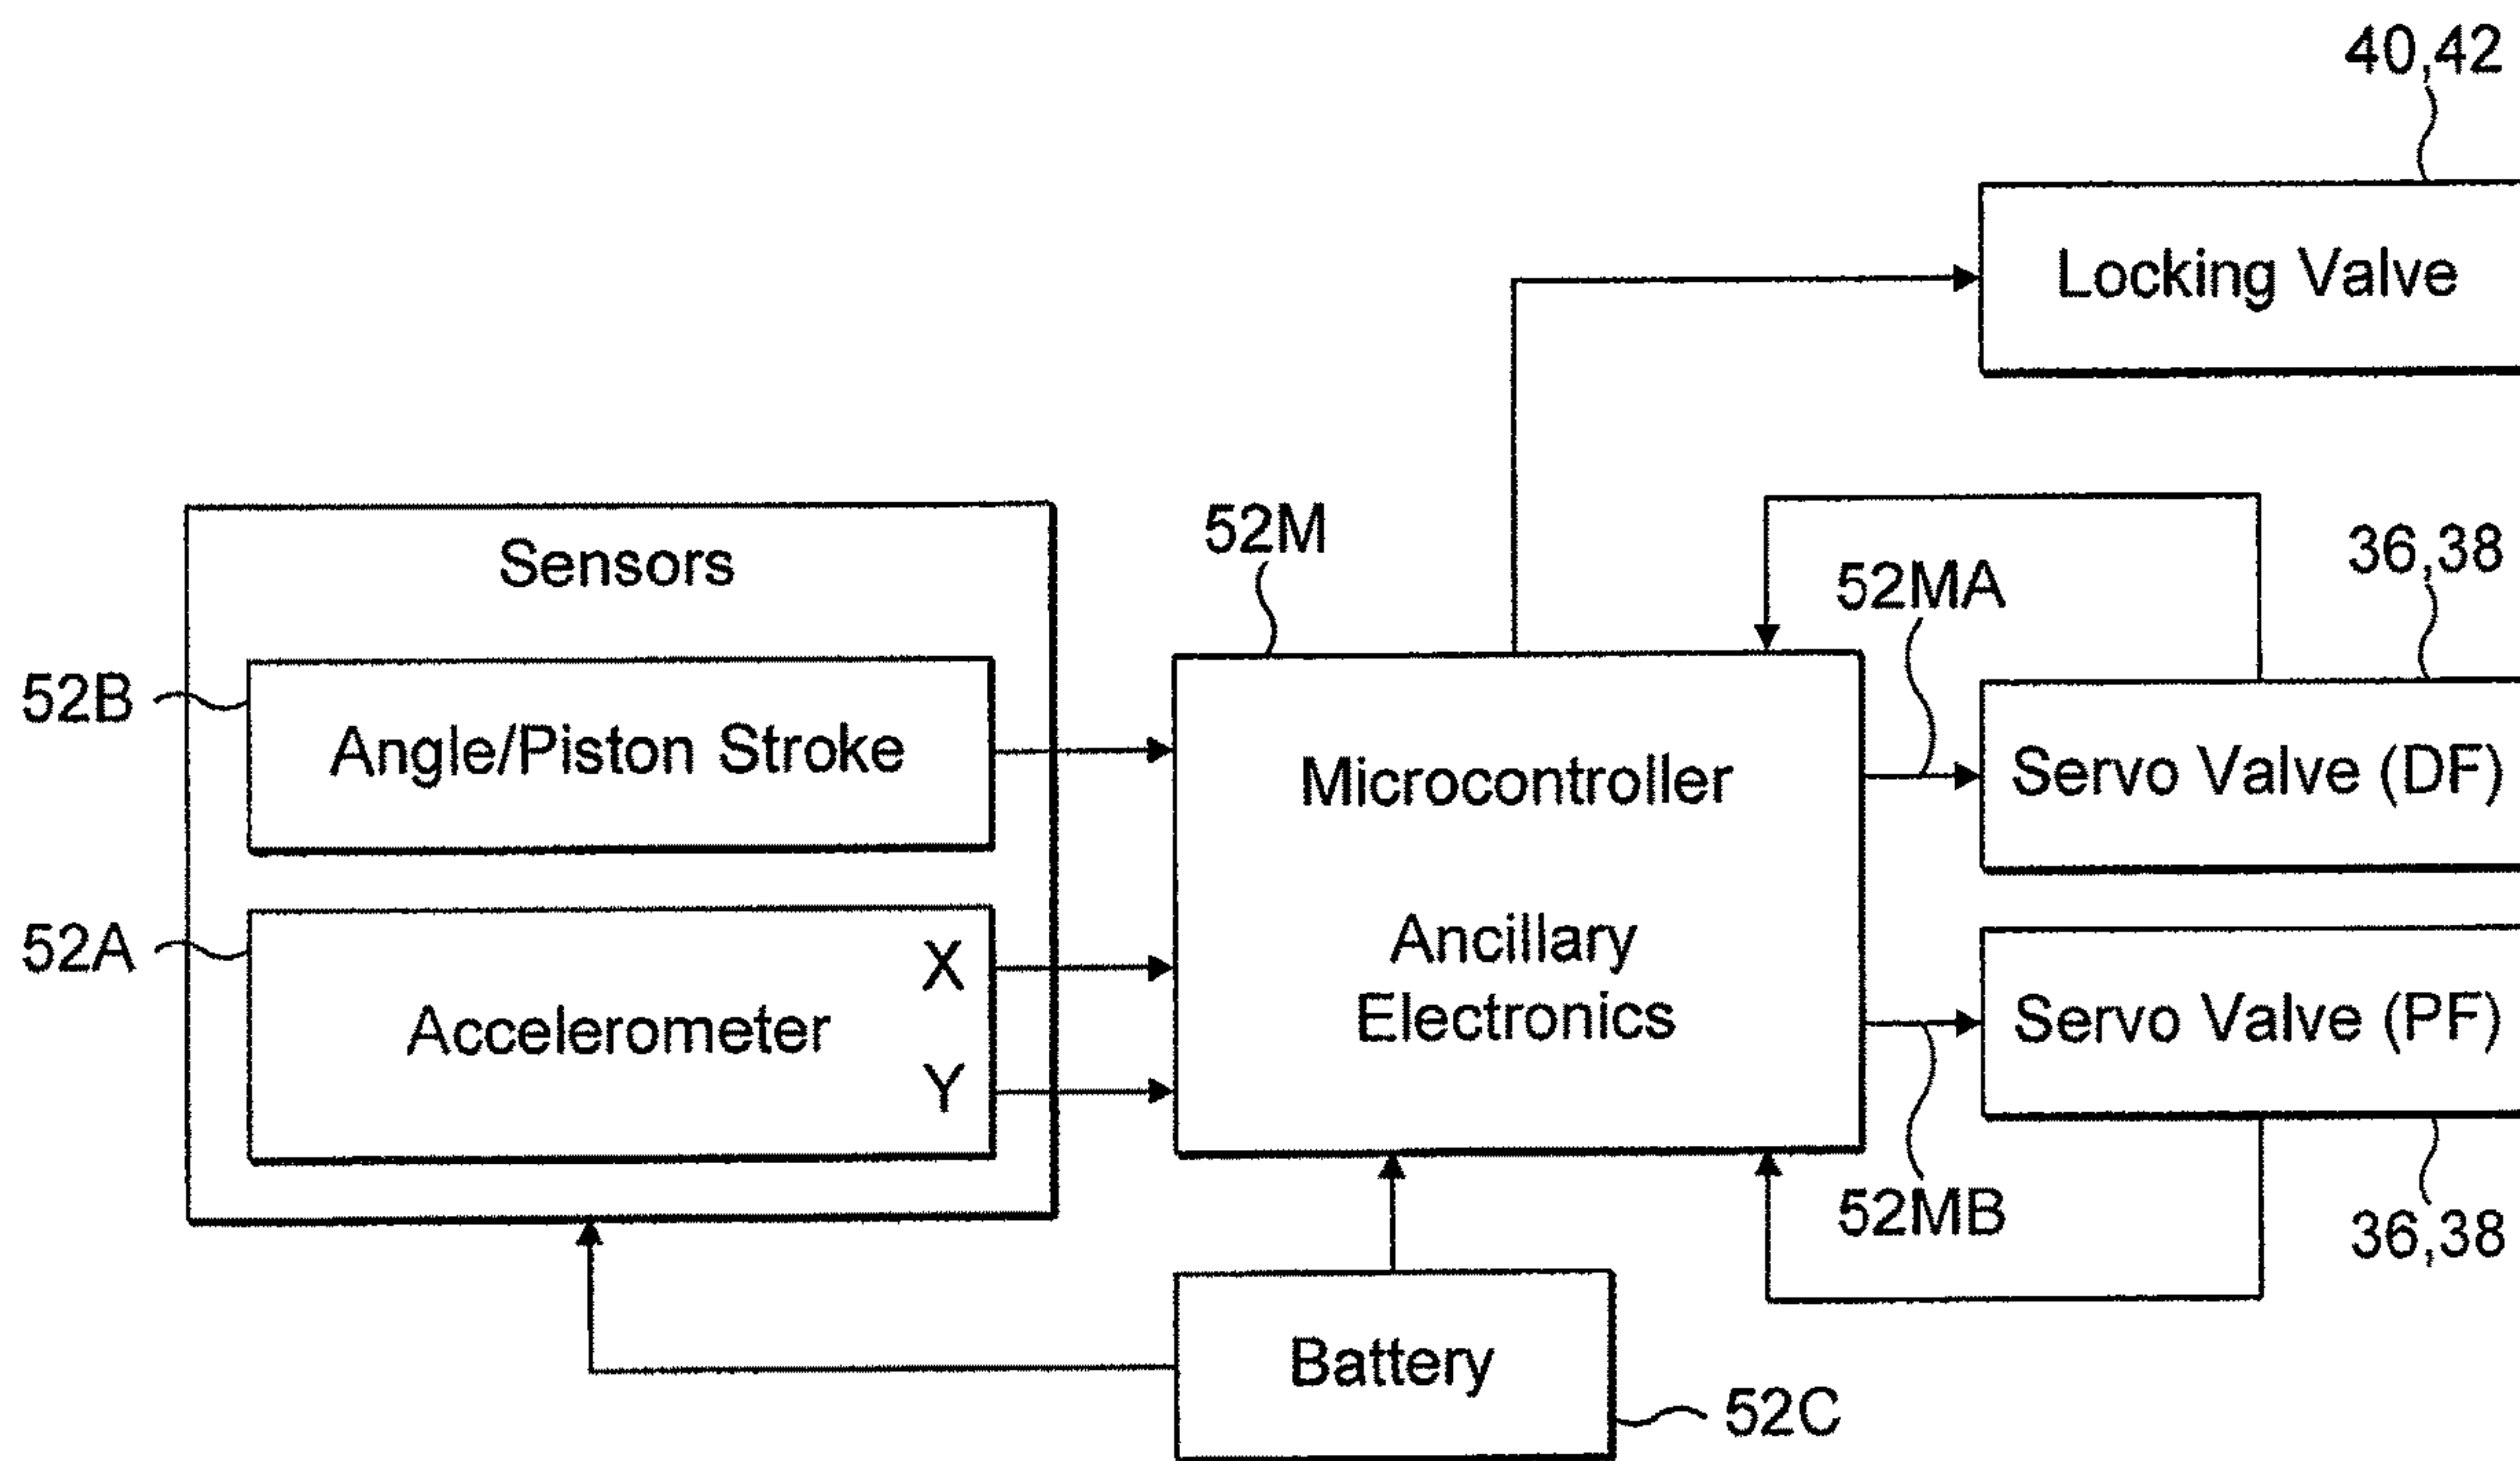 40,42
Locking Valve
Sensors
52M
52MA
36,38
52B
Angle/Piston Stroke
Microcontroller
Servo Valve (DF)
52A
X
Accelerometer
Y
Ancillary
Electronics
Servo Valve (PF)
52MB
36,38
Battery
52C